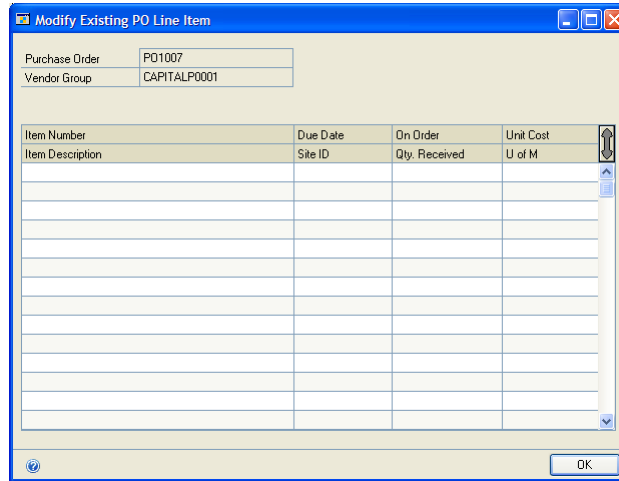 Modify Existing PO Line Item
Purchase Order PO1007
Vendor Group CAPITALP0001
Item Number Due Date On Order Unit Cost
Item Description Site ID Qty. Received U of M
OK